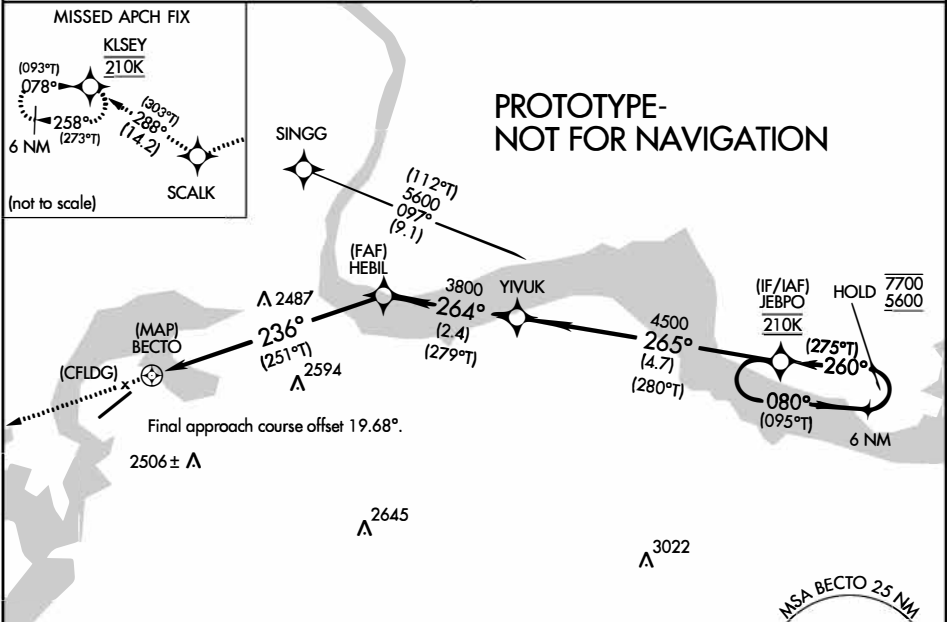 MISSED APCH FIX
KLSEY
210K
(093°T)
078°
258°
(273°T)
6 NM
(303°T)
288°
(14.2)
SCALK
(not to scale)
PROTOTYPE-
NOT FOR NAVIGATION
SINGG
(112°T)
5600
097°
(9.1)
(FAF)
HEBIL
3800
264°
(2.4)
(279°T)
YIVUK
4500
265°
(4.7)
(280°T)
(IF/IAF)
JEBPO
210K
HOLD
7700
5600
(275°T)
260°
080°
(095°T)
6 NM
2487
236°
(251°T)
2594
(MAP)
BECTO
(CFLDG)
Final approach course offset 19.68°.
2506 ±
2645
3022
MSA BECTO 25 NM